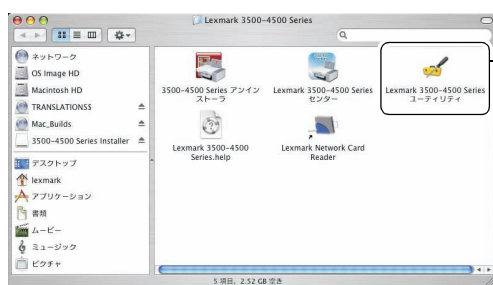 Lexmark 3500-4500 Series
ネットワーク
OS Image HD
Macintosh HD
TRANSLATIONS$
Mac_Builds
3500-4500 Series Installer
デスクトップ
lexmark
アプリケーション
書類
ムービー
ミュージック
ピクチャ
3500-4500 Series アンイン
ストーラ
Lexmark 3500-4500 Series
センター
Lexmark 3500-4500 Series
ユーティリティ
Lexmark 3500-4500
Series.help
Lexmark Network Card
Reader
5 項目、2.52 GB 空き